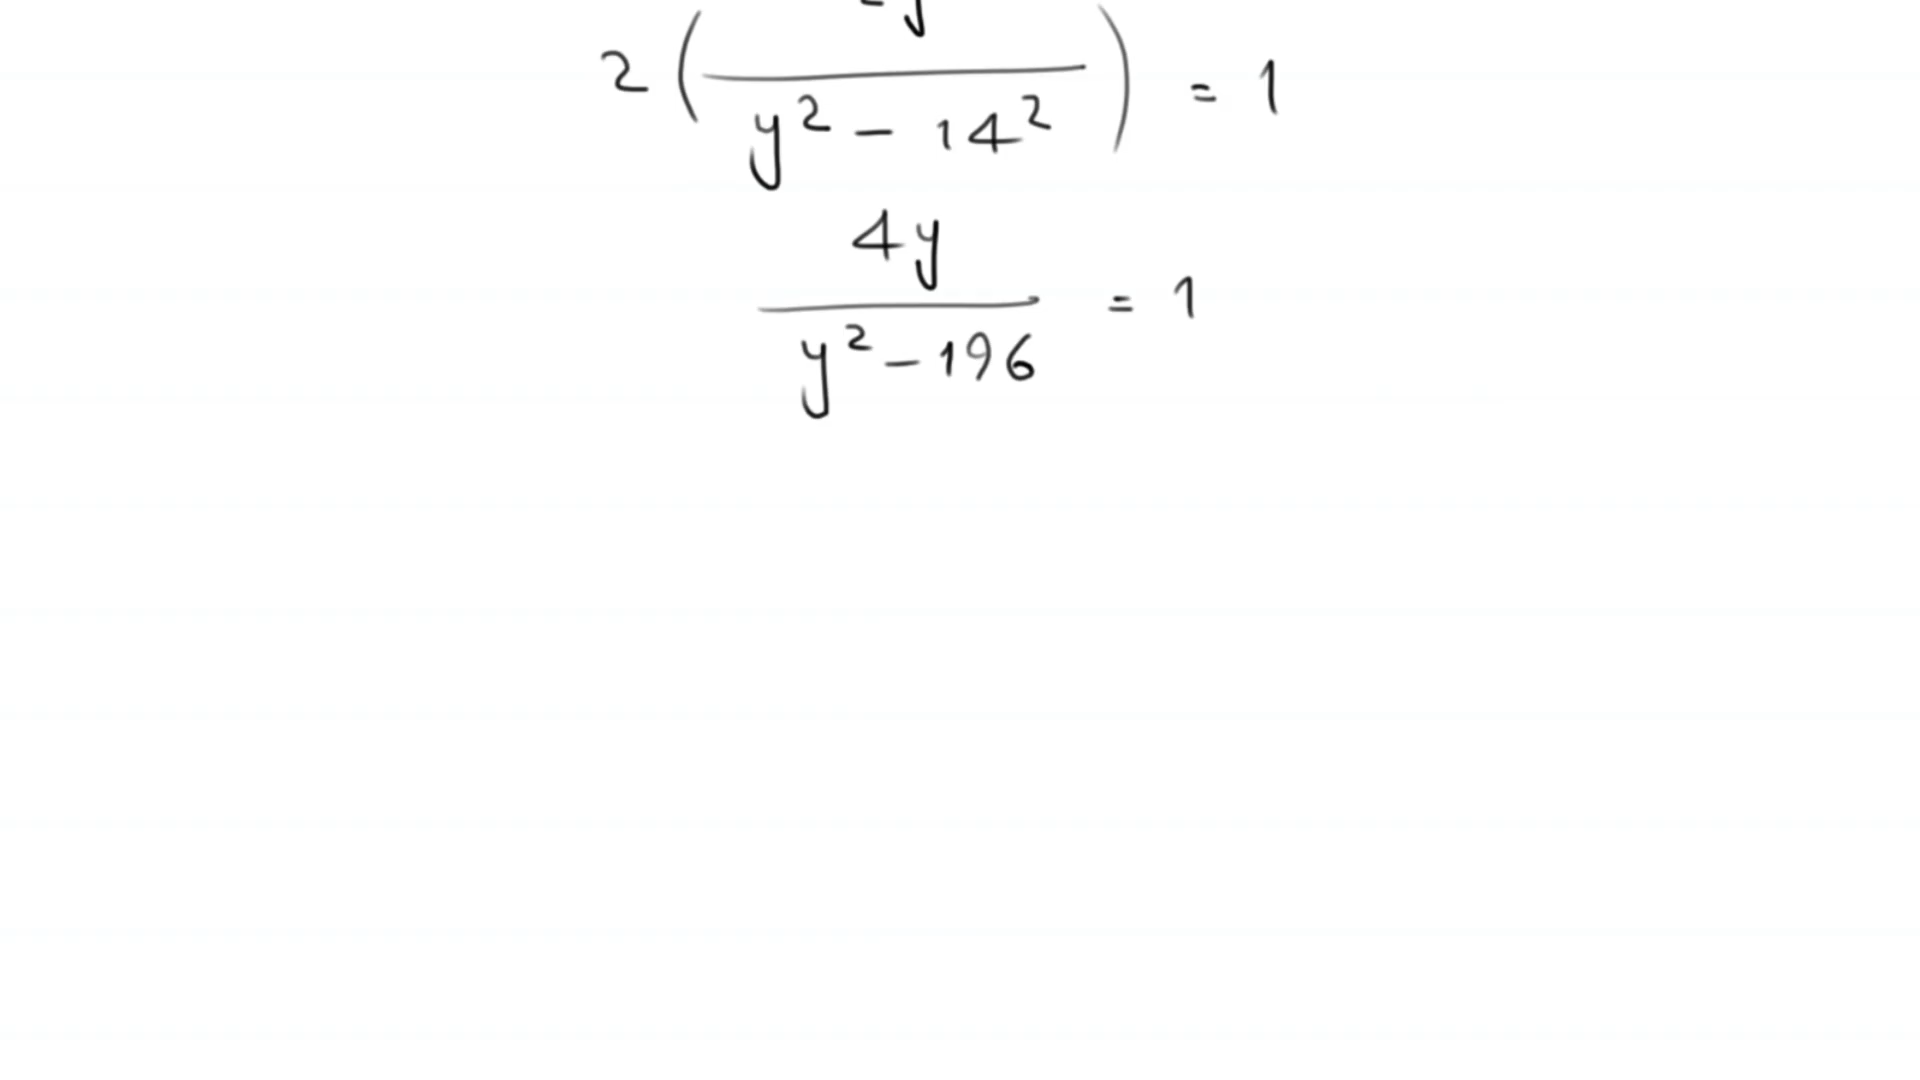 2 ( / y² - 14² ) = 1
4y / y² - 196 = 1